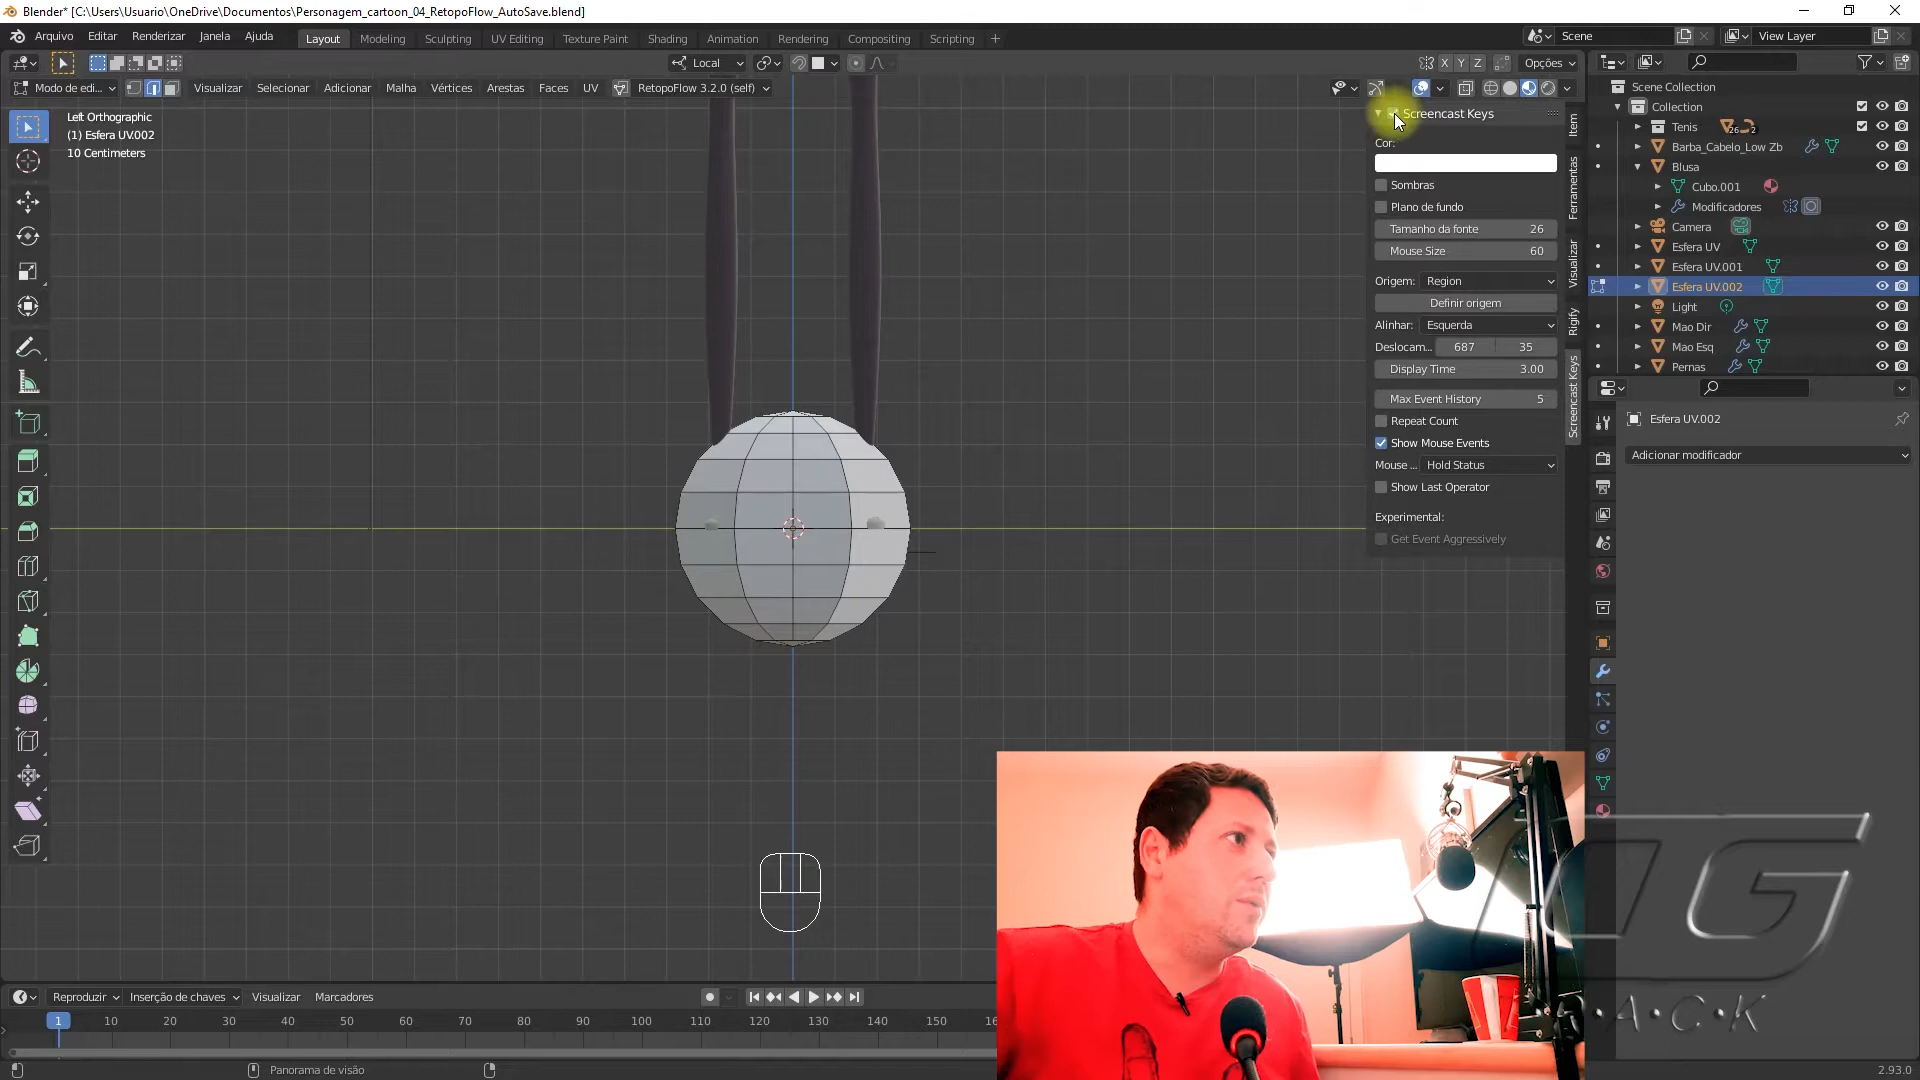 Blender* [C:\Users\Usuario\OneDrive\Documentos\Personagem_cartoon_04_RetopoFlow_AutoSave.blend]
Arquivo Editar Renderizar Janela Ajuda Layout Modeling Sculpting UV Editing Texture Paint Shading Animation Rendering Compositing Scripting + Scene View Layer
Local X Y Z Opções
Modo de edi... Visualizar Selecionar Adicionar Malha Vértices Arestas Faces UV RetopoFlow 3.2.0 (self)
Left Orthographic
(1) Esfera UV.002
10 Centimeters
Screencast Keys
Cor:
Sombras
Plano de fundo
Tamanho da fonte 26
Mouse Size 60
Origem: Region
Definir origem
Alinhar: Esquerda
Deslocam... 687 35
Display Time 3.00
Max Event History 5
Repeat Count
Show Mouse Events
Mouse ... Hold Status
Show Last Operator
Experimental:
Get Event Aggressively
Item
Ferramentas
Visualizar
Rigify
Screencast Keys
Scene Collection
Collection
Tenis 26 2
Barba_Cabelo_Low Zb
Blusa
Cubo.001
Modificadores
Camera
Esfera UV
Esfera UV.001
Esfera UV.002
Light
Mao Dir
Mao Esq
Pernas
Esfera UV.002
Adicionar modificador
Reproduzir Inserção de chaves Visualizar Marcadores
1 10 20 30 40 50 60 70 80 90 100 110 120 130 140 150 16
Panorama de visão
2.93.0